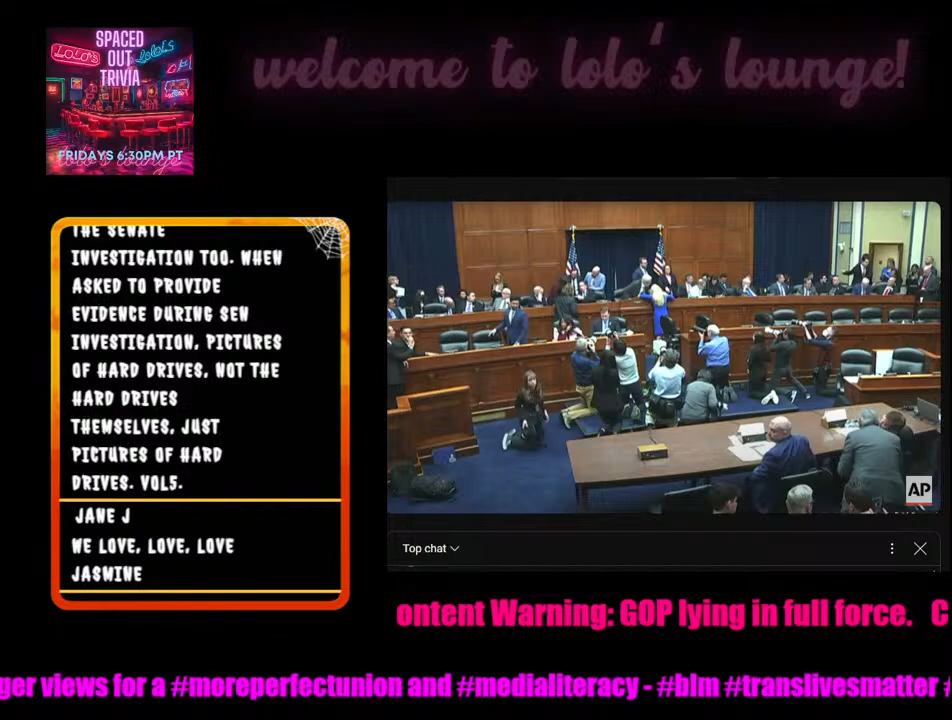 SPACED
OUT
TRIVIA
LOLO'S
FRIDAYS 6:30PM PT
lolo's lounge
welcome to lolo's lounge!
THE SENATE
INVESTIGATION TOO. WHEN
ASKED TO PROVIDE
EVIDENCE DURING SEN
INVESTIGATION, PICTURES
OF HARD DRIVES, NOT THE
HARD DRIVES
THEMSELVES, JUST
PICTURES OF HARD
DRIVES. VOL5.
JANE J
WE LOVE, LOVE, LOVE
JASMINE
AP
Top chat
ontent Warning: GOP lying in full force. C
ger views for a #moreperfectunion and #medialiteracy - #blm #translivesmatter #